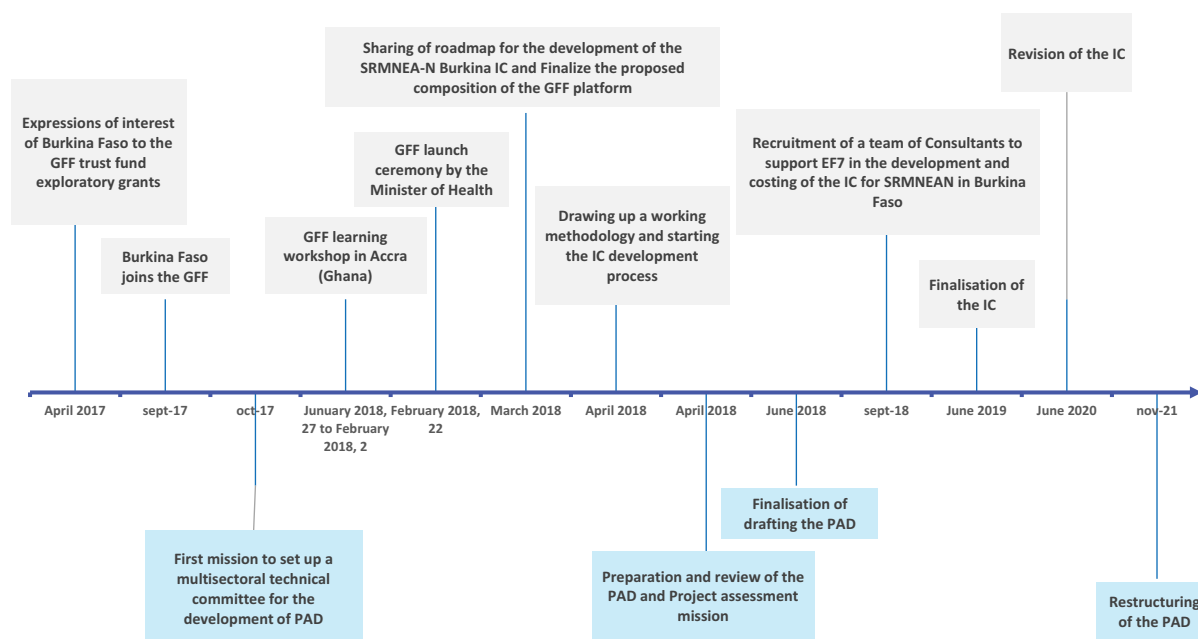 Expressions of interest
of Burkina Faso to the
GFF trust fund
exploratory grants
Burkina Faso
joins the GFF
GFF learning
workshop in Accra
(Ghana)
GFF launch
ceremony by the
Minister of Health
Sharing of roadmap for the development of the
SRMNEA-N Burkina IC and Finalize the proposed
composition of the GFF platform
Drawing up a working
methodology and starting
the IC development
process
Recruitment of a team of Consultants to
support EF7 in the development and
costing of the IC for SRMNEAN in Burkina
Faso
Finalisation of
the IC
Revision of the IC
April 2017
sept-17
oct-17
Junuary 2018,
27 to February
2018, 2
February 2018,
22
March 2018
April 2018
April 2018
June 2018
sept-18
June 2019
June 2020
nov-21
First mission to set up a
multisectoral technical
committee for the
development of PAD
Preparation and review of the
PAD and Project assessment
mission
Finalisation of
drafting the PAD
Restructuring
of the PAD